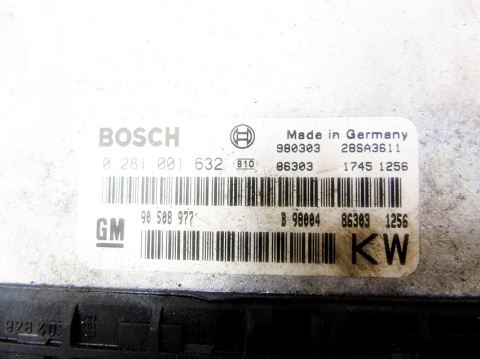 BOSCH Made in Germany
980303 28SA3611
0 281 001 632 B10 86303 1745 1256
GM 90 508 977 B 98004 86303 1256
KW